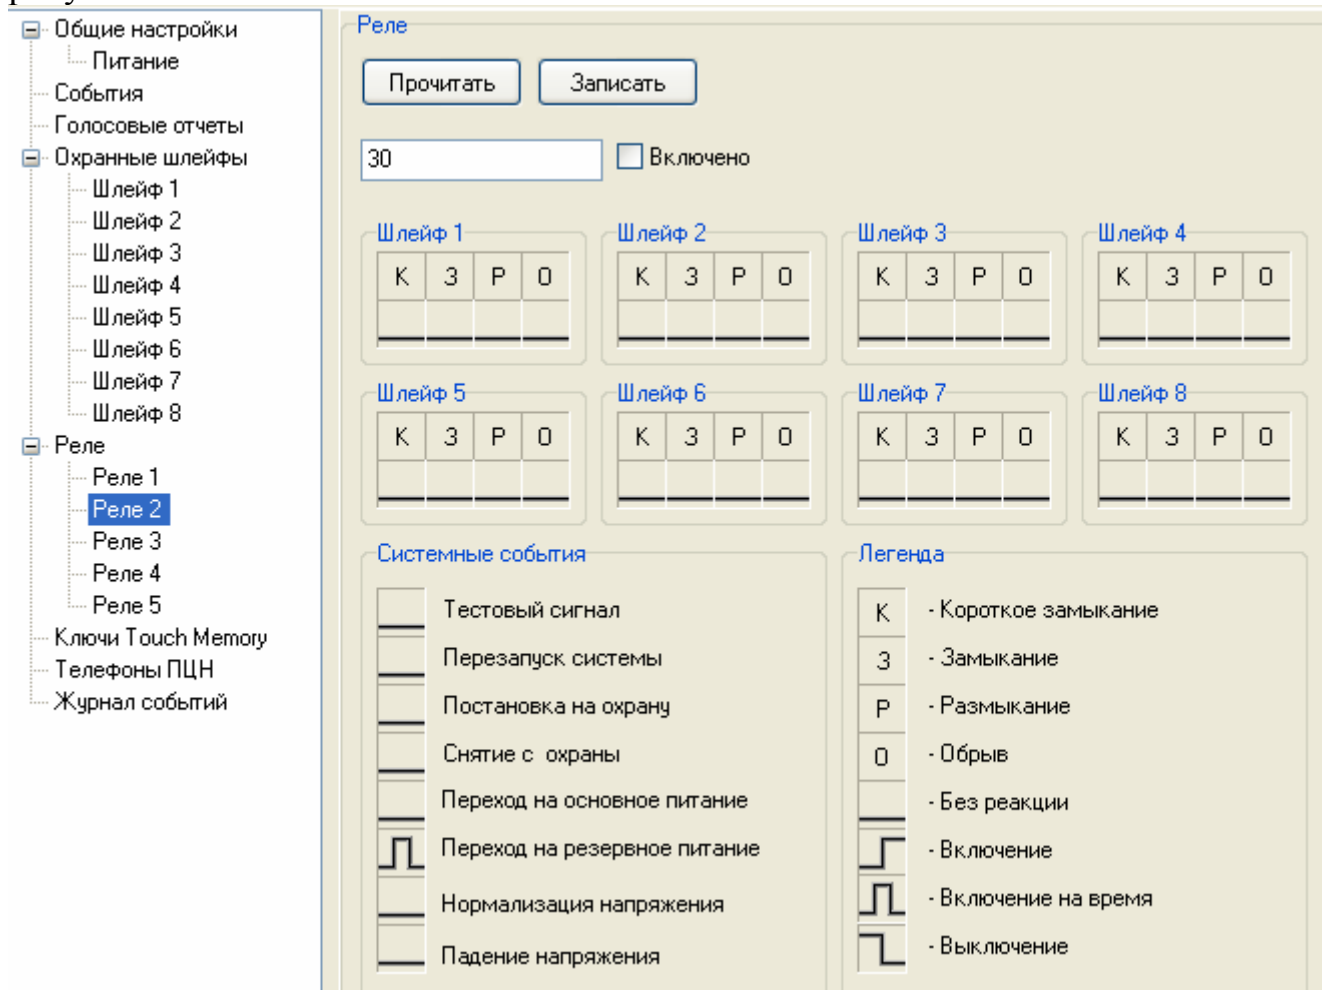 Общие настройки
Питание
События
Голосовые отчеты
Охранные шлейфы
Шлейф 1
Шлейф 2
Шлейф 3
Шлейф 4
Шлейф 5
Шлейф 6
Шлейф 7
Шлейф 8
Реле
Реле 1
Реле 2
Реле 3
Реле 4
Реле 5
Ключи Touch Memory
Телефоны ПЦН
Журнал событий
Реле
Прочитать Записать
30 Включено
Шлейф 1 Шлейф 2 Шлейф 3 Шлейф 4
К З Р О К З Р О К З Р О К З Р О
Шлейф 5 Шлейф 6 Шлейф 7 Шлейф 8
К З Р О К З Р О К З Р О К З Р О
Системные события
Тестовый сигнал
Перезапуск системы
Постановка на охрану
Снятие с охраны
Переход на основное питание
Переход на резервное питание
Нормализация напряжения
Падение напряжения
Легенда
К - Короткое замыкание
З - Замыкание
Р - Размыкание
О - Обрыв
- Без реакции
- Включение
- Включение на время
- Выключение